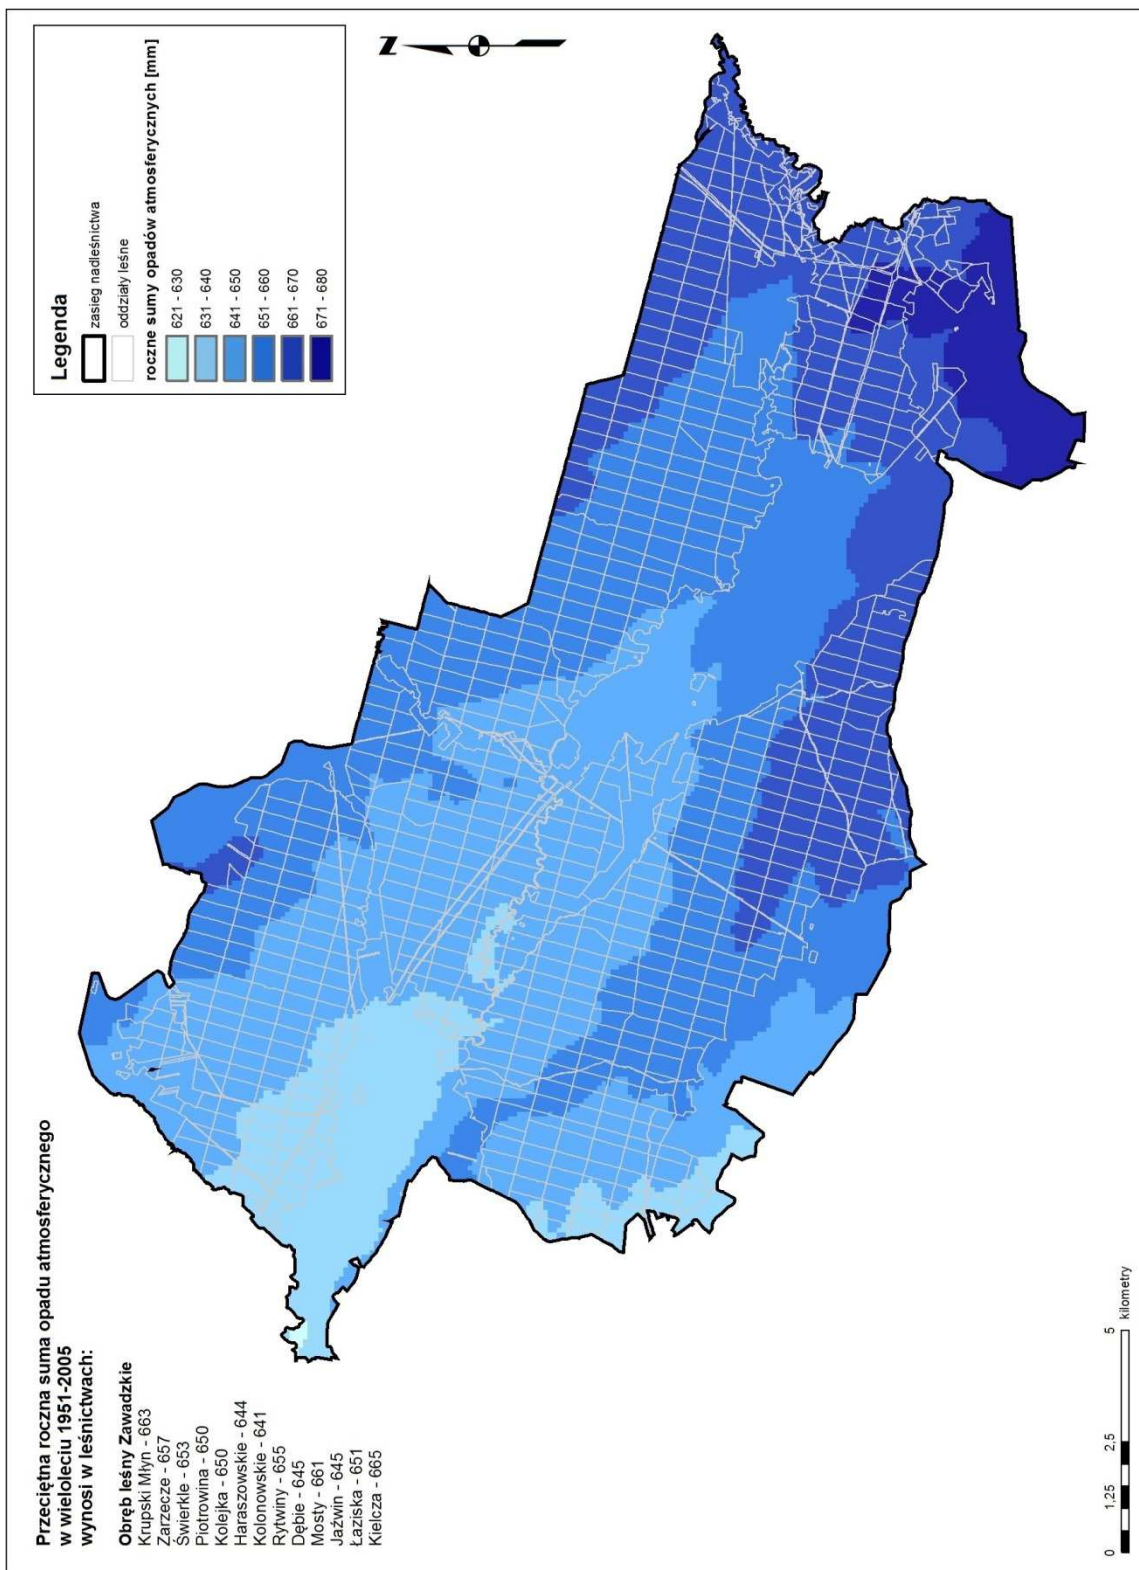 Przeciętna roczna suma opadu atmosferycznego
w wieloleciu 1951-2005
wynosi w leśnictwach:
Obręb leśny Zawadzkie
Krupski Młyn - 663
Zarzecze - 657
Świerkle - 653
Piotrowina - 650
Kolejka - 650
Haraszowskie - 644
Kolonowskie - 641
Rytwiny - 655
Dębie - 645
Mosty - 661
Jaźwin - 645
Łaziska - 651
Kielcza - 665
Legenda
zasieg nadleśnictwa
oddziały leśne
roczne sumy opadów atmosferycznych [mm]
621 - 630
631 - 640
641 - 650
651 - 660
661 - 670
671 - 680
N
0 1,25 2,5 5
kilometry